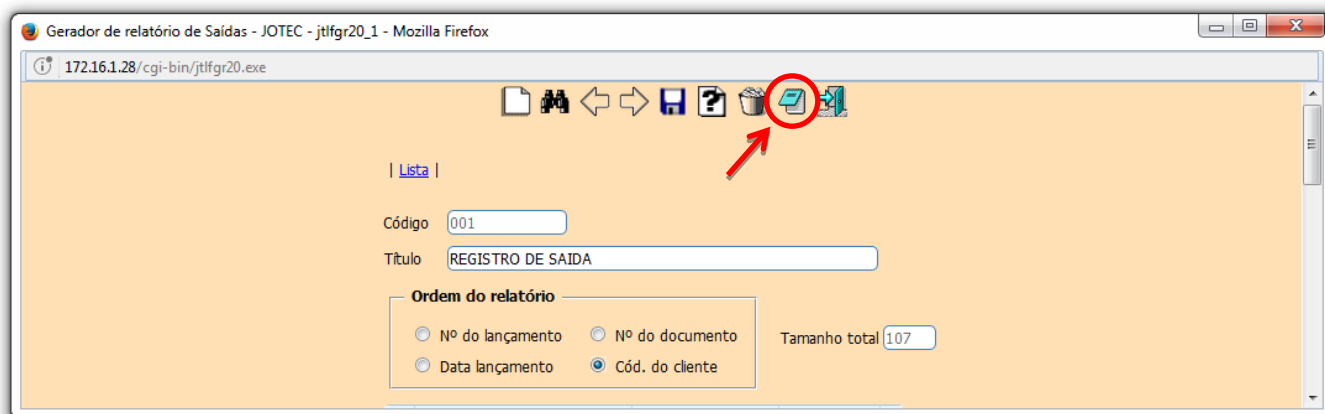 Gerador de relatório de Saídas - JOTEC - jtlfgr20_1 - Mozilla Firefox
172.16.1.28/cgi-bin/jtlfgr20.exe
| Lista |
Código 001
Título REGISTRO DE SAIDA
Ordem do relatório
Nº do lançamento Nº do documento Tamanho total 107
Data lançamento Cód. do cliente